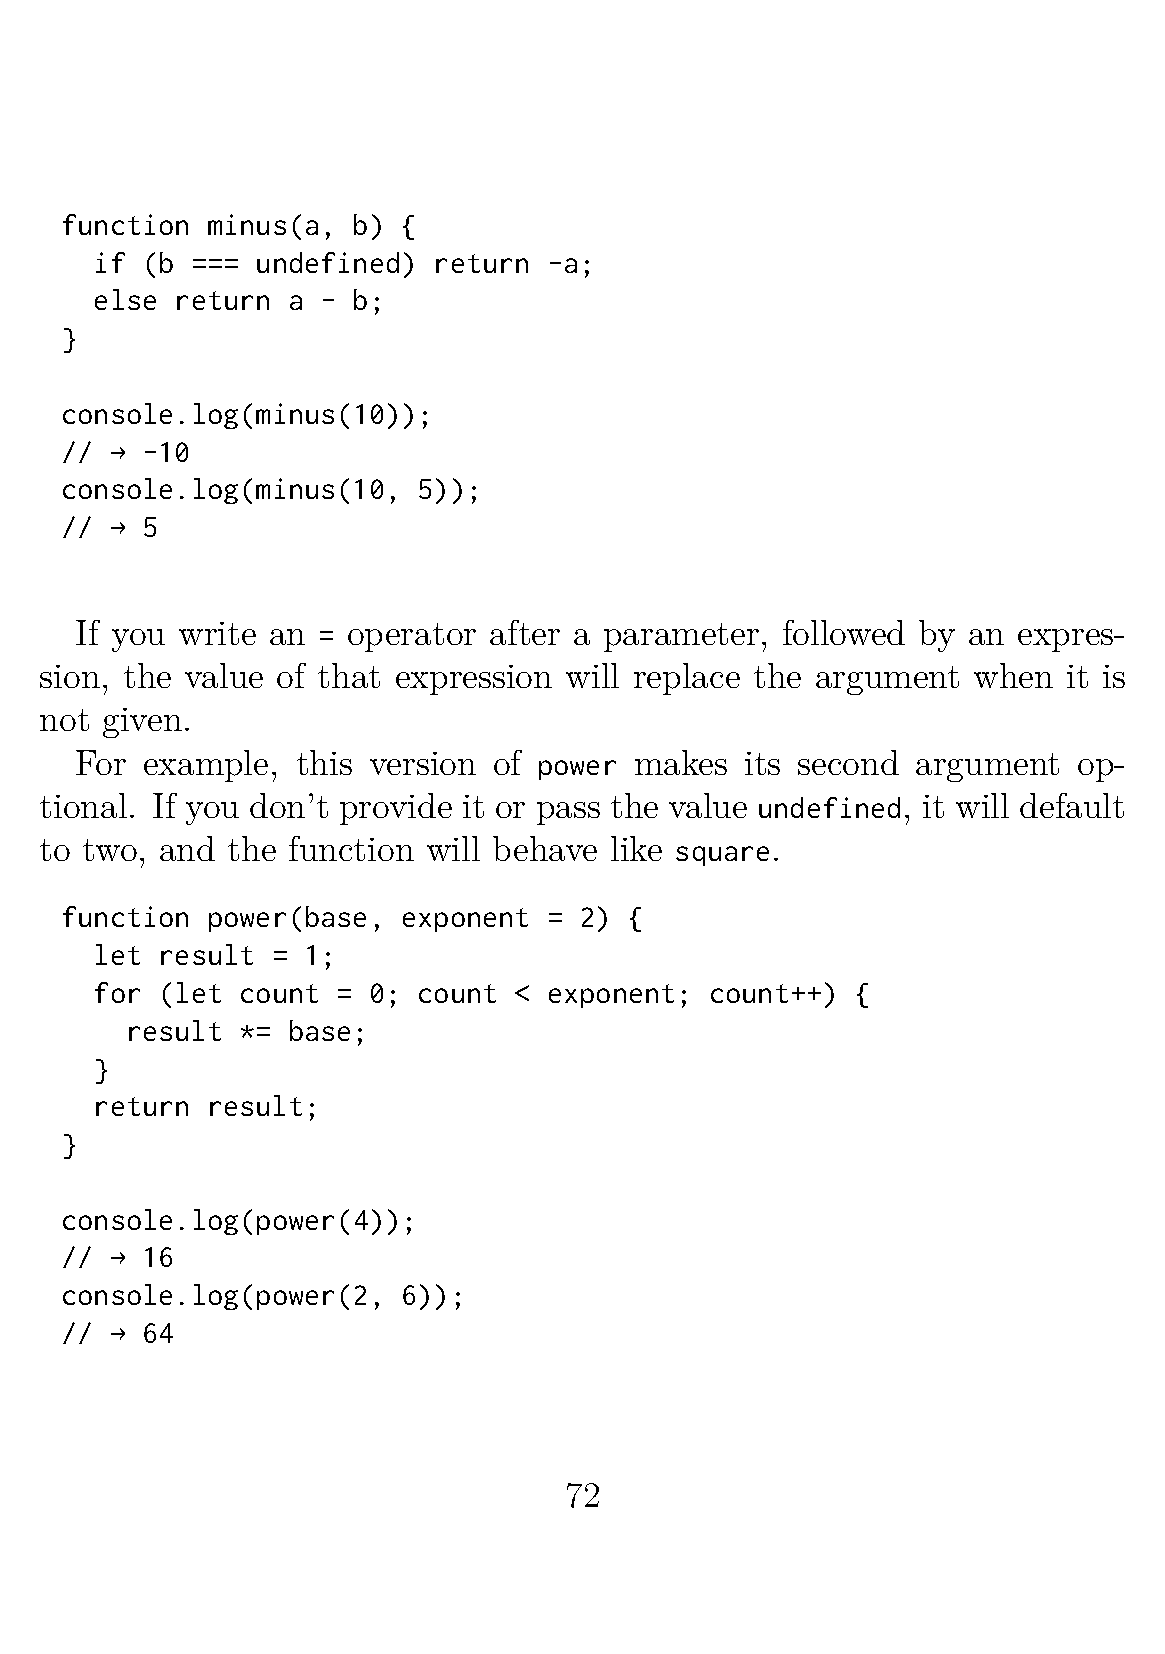 function minus(a, b) {
  if (b === undefined) return -a;
  else return a - b;
}

console.log(minus(10));
// → -10
console.log(minus(10, 5));
// → 5

If you write an = operator after a parameter, followed by an expres-
sion, the value of that expression will replace the argument when it is
not given.
For example, this version of power makes its second argument op-
tional. If you don't provide it or pass the value undefined, it will default
to two, and the function will behave like square.

function power(base, exponent = 2) {
  let result = 1;
  for (let count = 0; count < exponent; count++) {
    result *= base;
  }
  return result;
}

console.log(power(4));
// → 16
console.log(power(2, 6));
// → 64

72